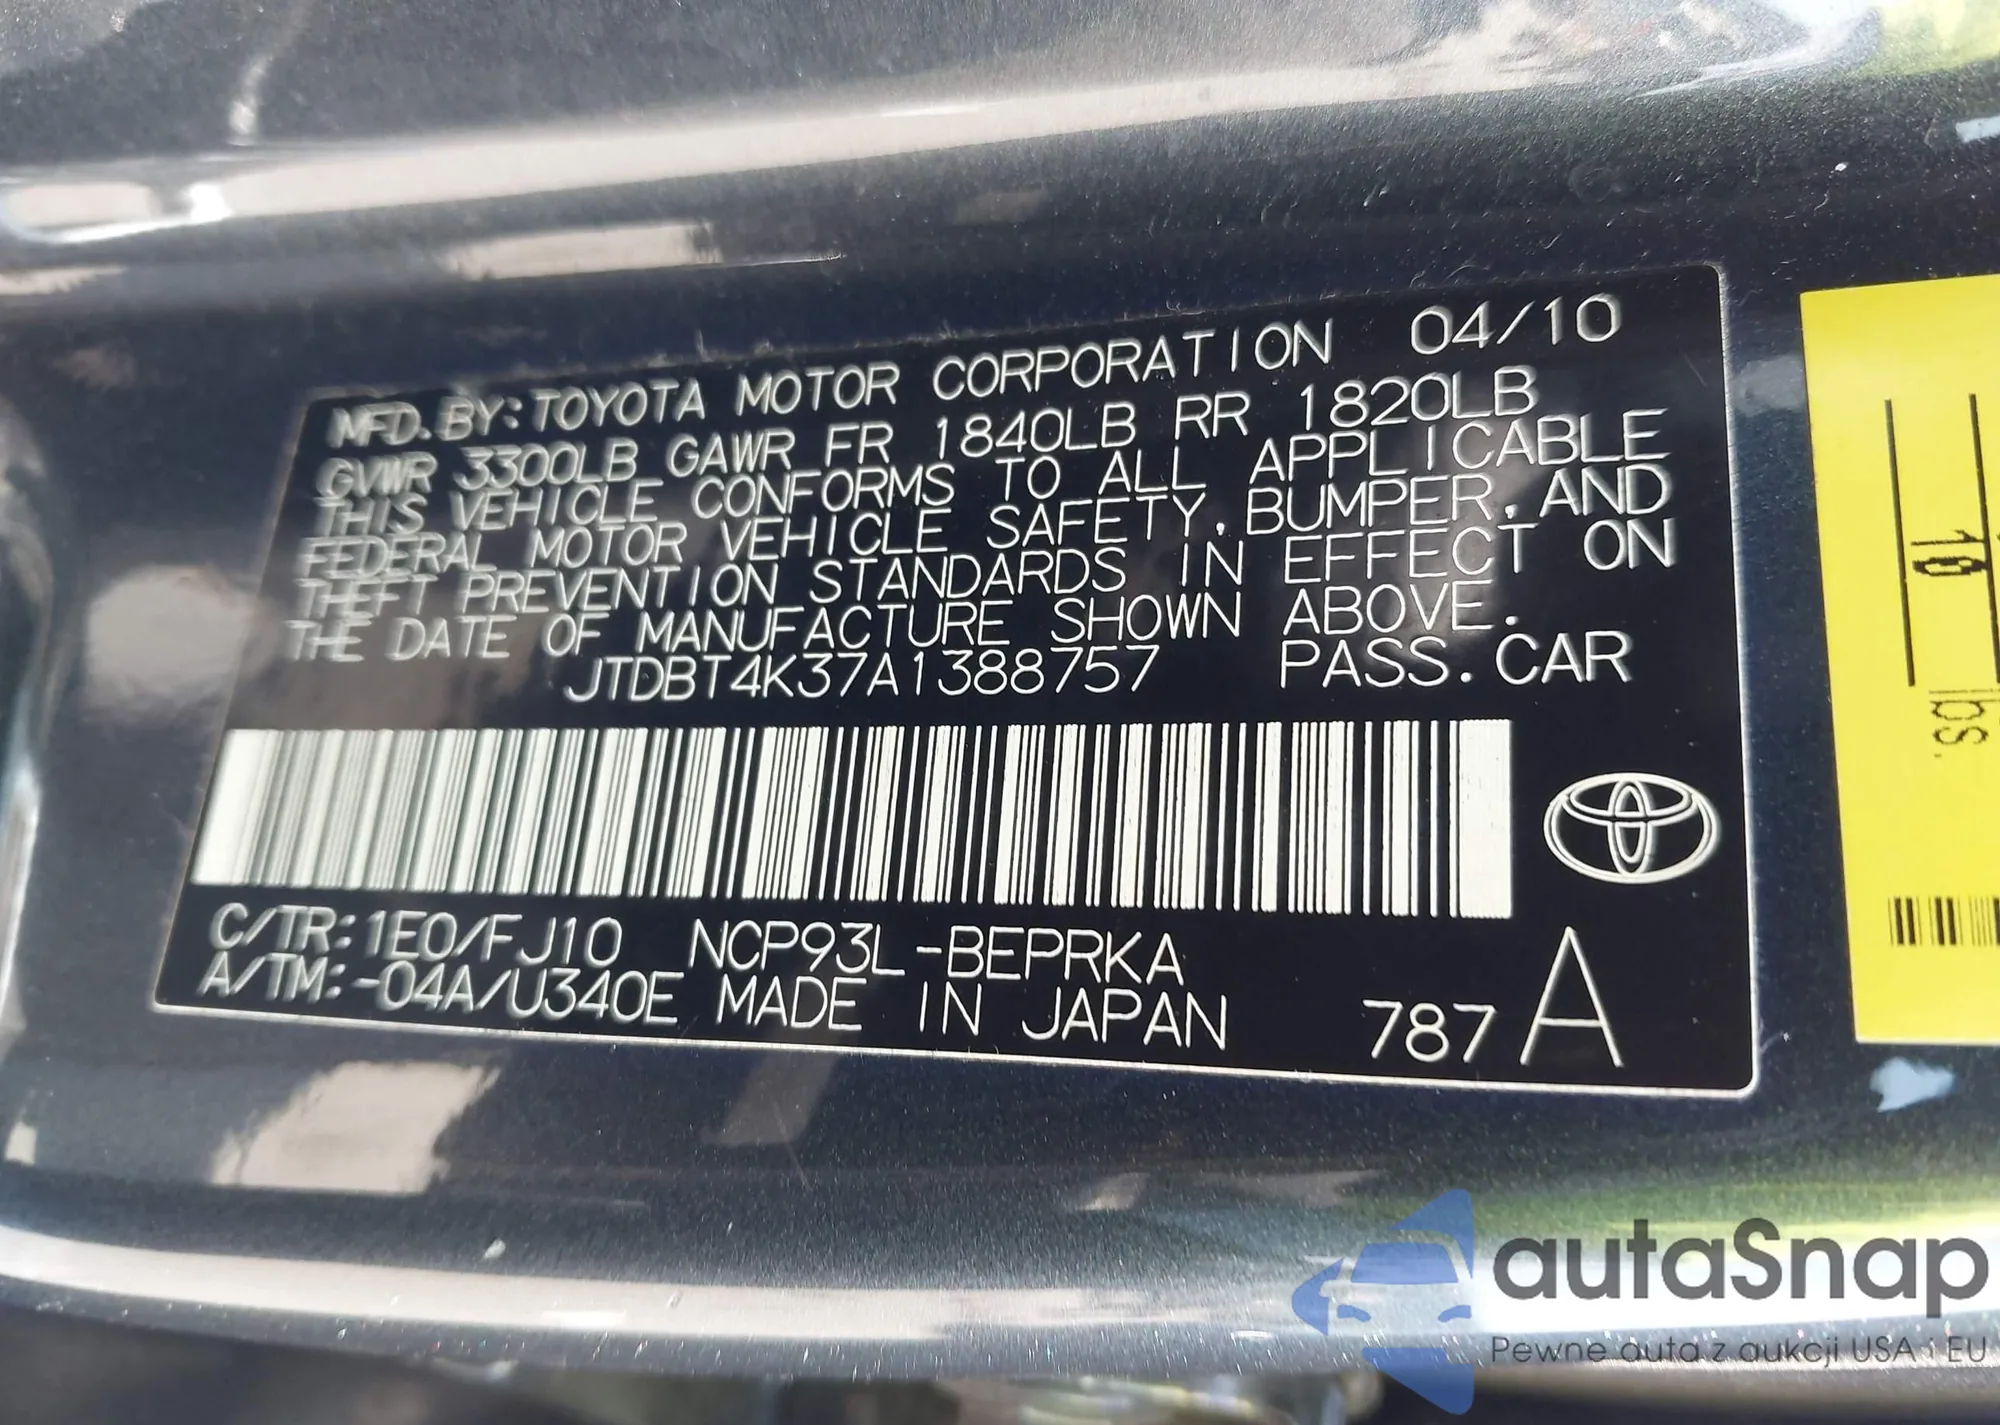 MFD. BY: TOYOTA MOTOR CORPORATION 04/10
GVWR 3300LB GAWR FR 1840LB RR 1820LB
THIS VEHICLE CONFORMS TO ALL APPLICABLE
FEDERAL MOTOR VEHICLE SAFETY, BUMPER, AND
THEFT PREVENTION STANDARDS IN EFFECT ON
THE DATE OF MANUFACTURE SHOWN ABOVE.
JTDBT4K37A1388757 PASS. CAR
C/TR: 1E0/FJ10 NCP93L-BEPRKA
A/TM: -04A/U340E MADE IN JAPAN 787 A
lbs.
autaSnap
Pewne auta z aukcji USA i EU